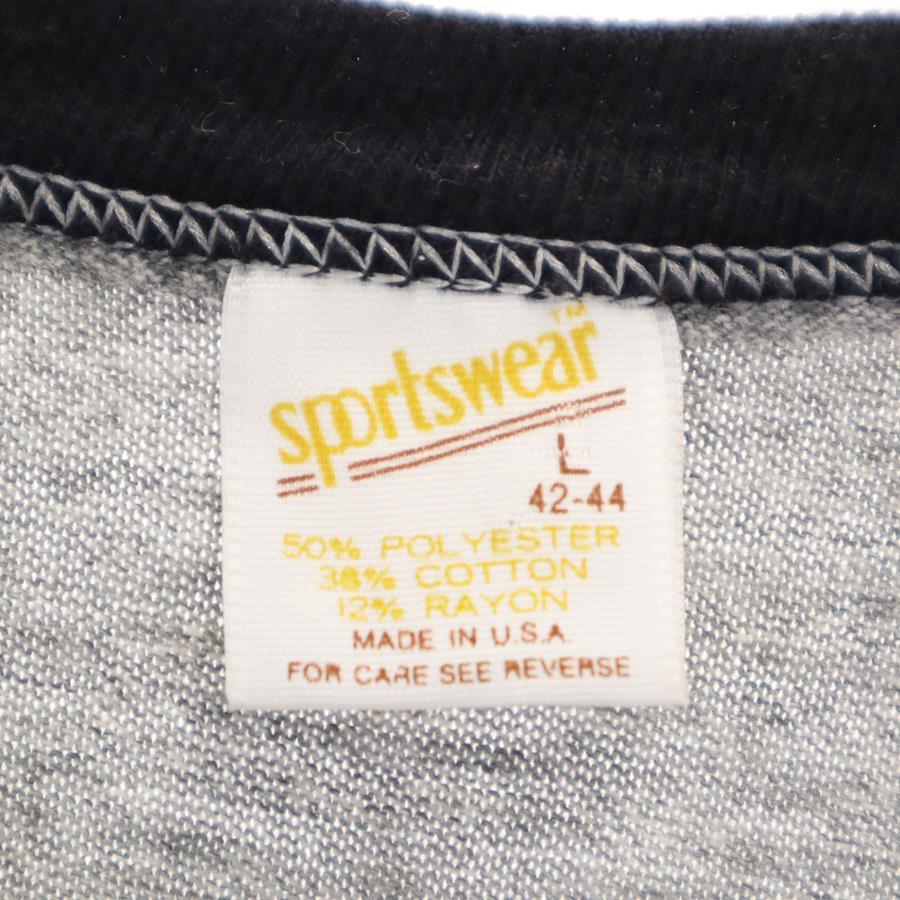 sportswear™
L
42-44
50% POLYESTER
38% COTTON
12% RAYON
MADE IN U.S.A.
FOR CARE SEE REVERSE